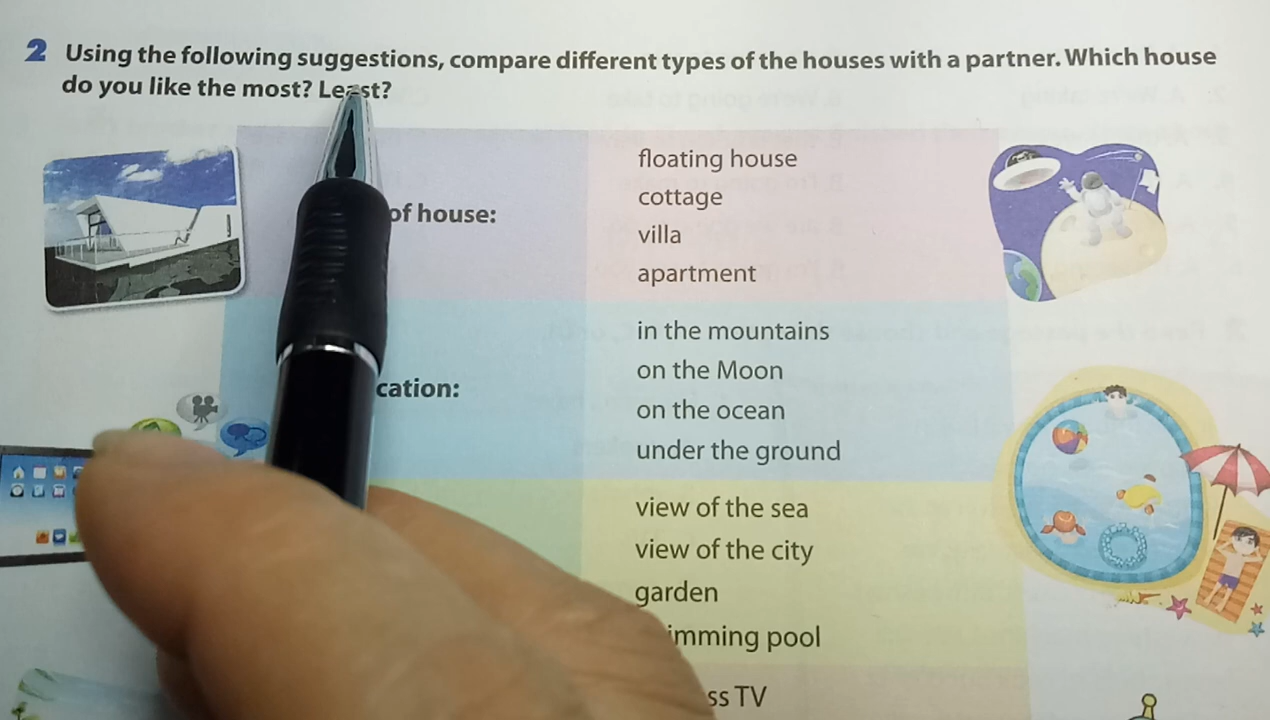 2 Using the following suggestions, compare different types of the houses with a partner. Which house
do you like the most? Least?
of house:
floating house
cottage
villa
apartment
cation:
in the mountains
on the Moon
on the ocean
under the ground
view of the sea
view of the city
garden
imming pool
ss TV